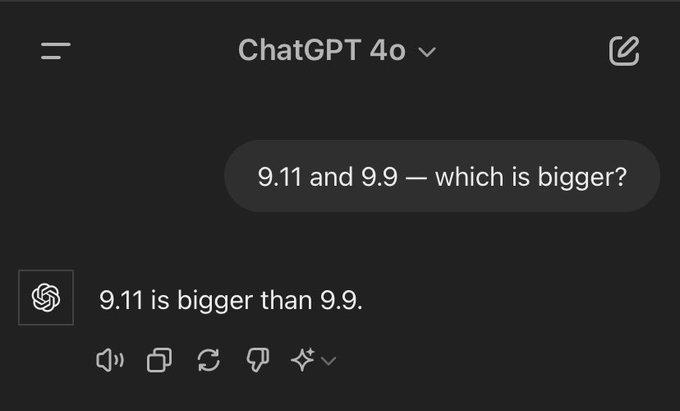 ChatGPT 4o
9.11 and 9.9 — which is bigger?
9.11 is bigger than 9.9.